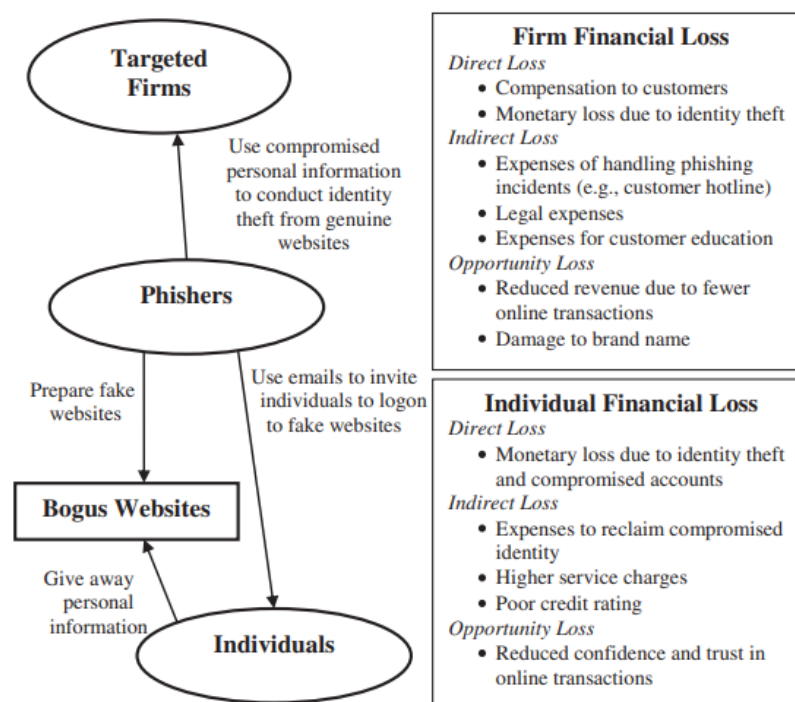 Targeted
Firms
Use compromised
personal information
to conduct identity
theft from genuine
websites
Phishers
Prepare fake
websites
Use emails to invite
individuals to logon
to fake websites
Bogus Websites
Give away
personal
information
Individuals
Firm Financial Loss
Direct Loss
• Compensation to customers
• Monetary loss due to identity theft
Indirect Loss
• Expenses of handling phishing
incidents (e.g., customer hotline)
• Legal expenses
• Expenses for customer education
Opportunity Loss
• Reduced revenue due to fewer
online transactions
• Damage to brand name
Individual Financial Loss
Direct Loss
• Monetary loss due to identity theft
and compromised accounts
Indirect Loss
• Expenses to reclaim compromised
identity
• Higher service charges
• Poor credit rating
Opportunity Loss
• Reduced confidence and trust in
online transactions